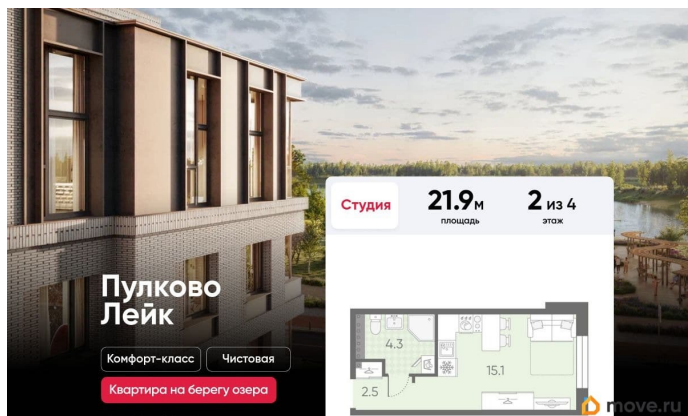 Студия
21.9м
площадь
2 из 4
этаж
Пулково
Лейк
Комфорт-класс
Чистовая
Квартира на берегу озера
4.3
2.5
15.1
move.ru